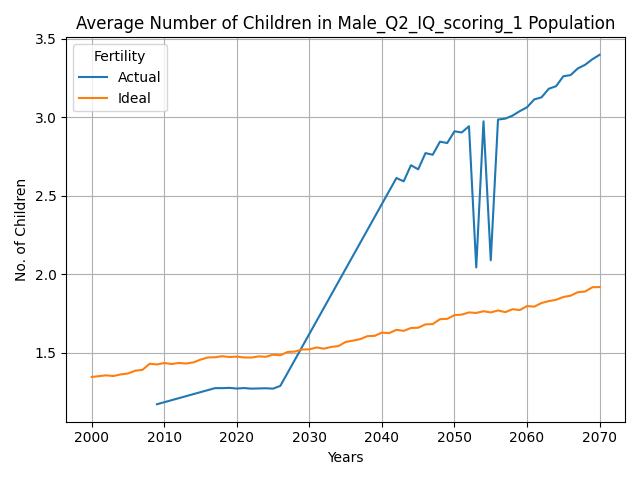 Average Number of Children in Male_Q2_IQ_scoring_1 Population
3.5
3.0
2.5
2.0
1.5
No. of Children
Fertility
Actual
Ideal
2000 2010 2020 2030 2040 2050 2060 2070
Years